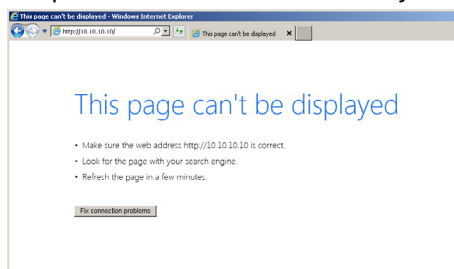 This page can't be displayed - Windows Internet Explorer
http://10.10.10.10/
This page can't be displayed
This page can't be displayed
Make sure the web address http://10.10.10.10 is correct.
Look for the page with your search engine.
Refresh the page in a few minutes.
Fix connection problems